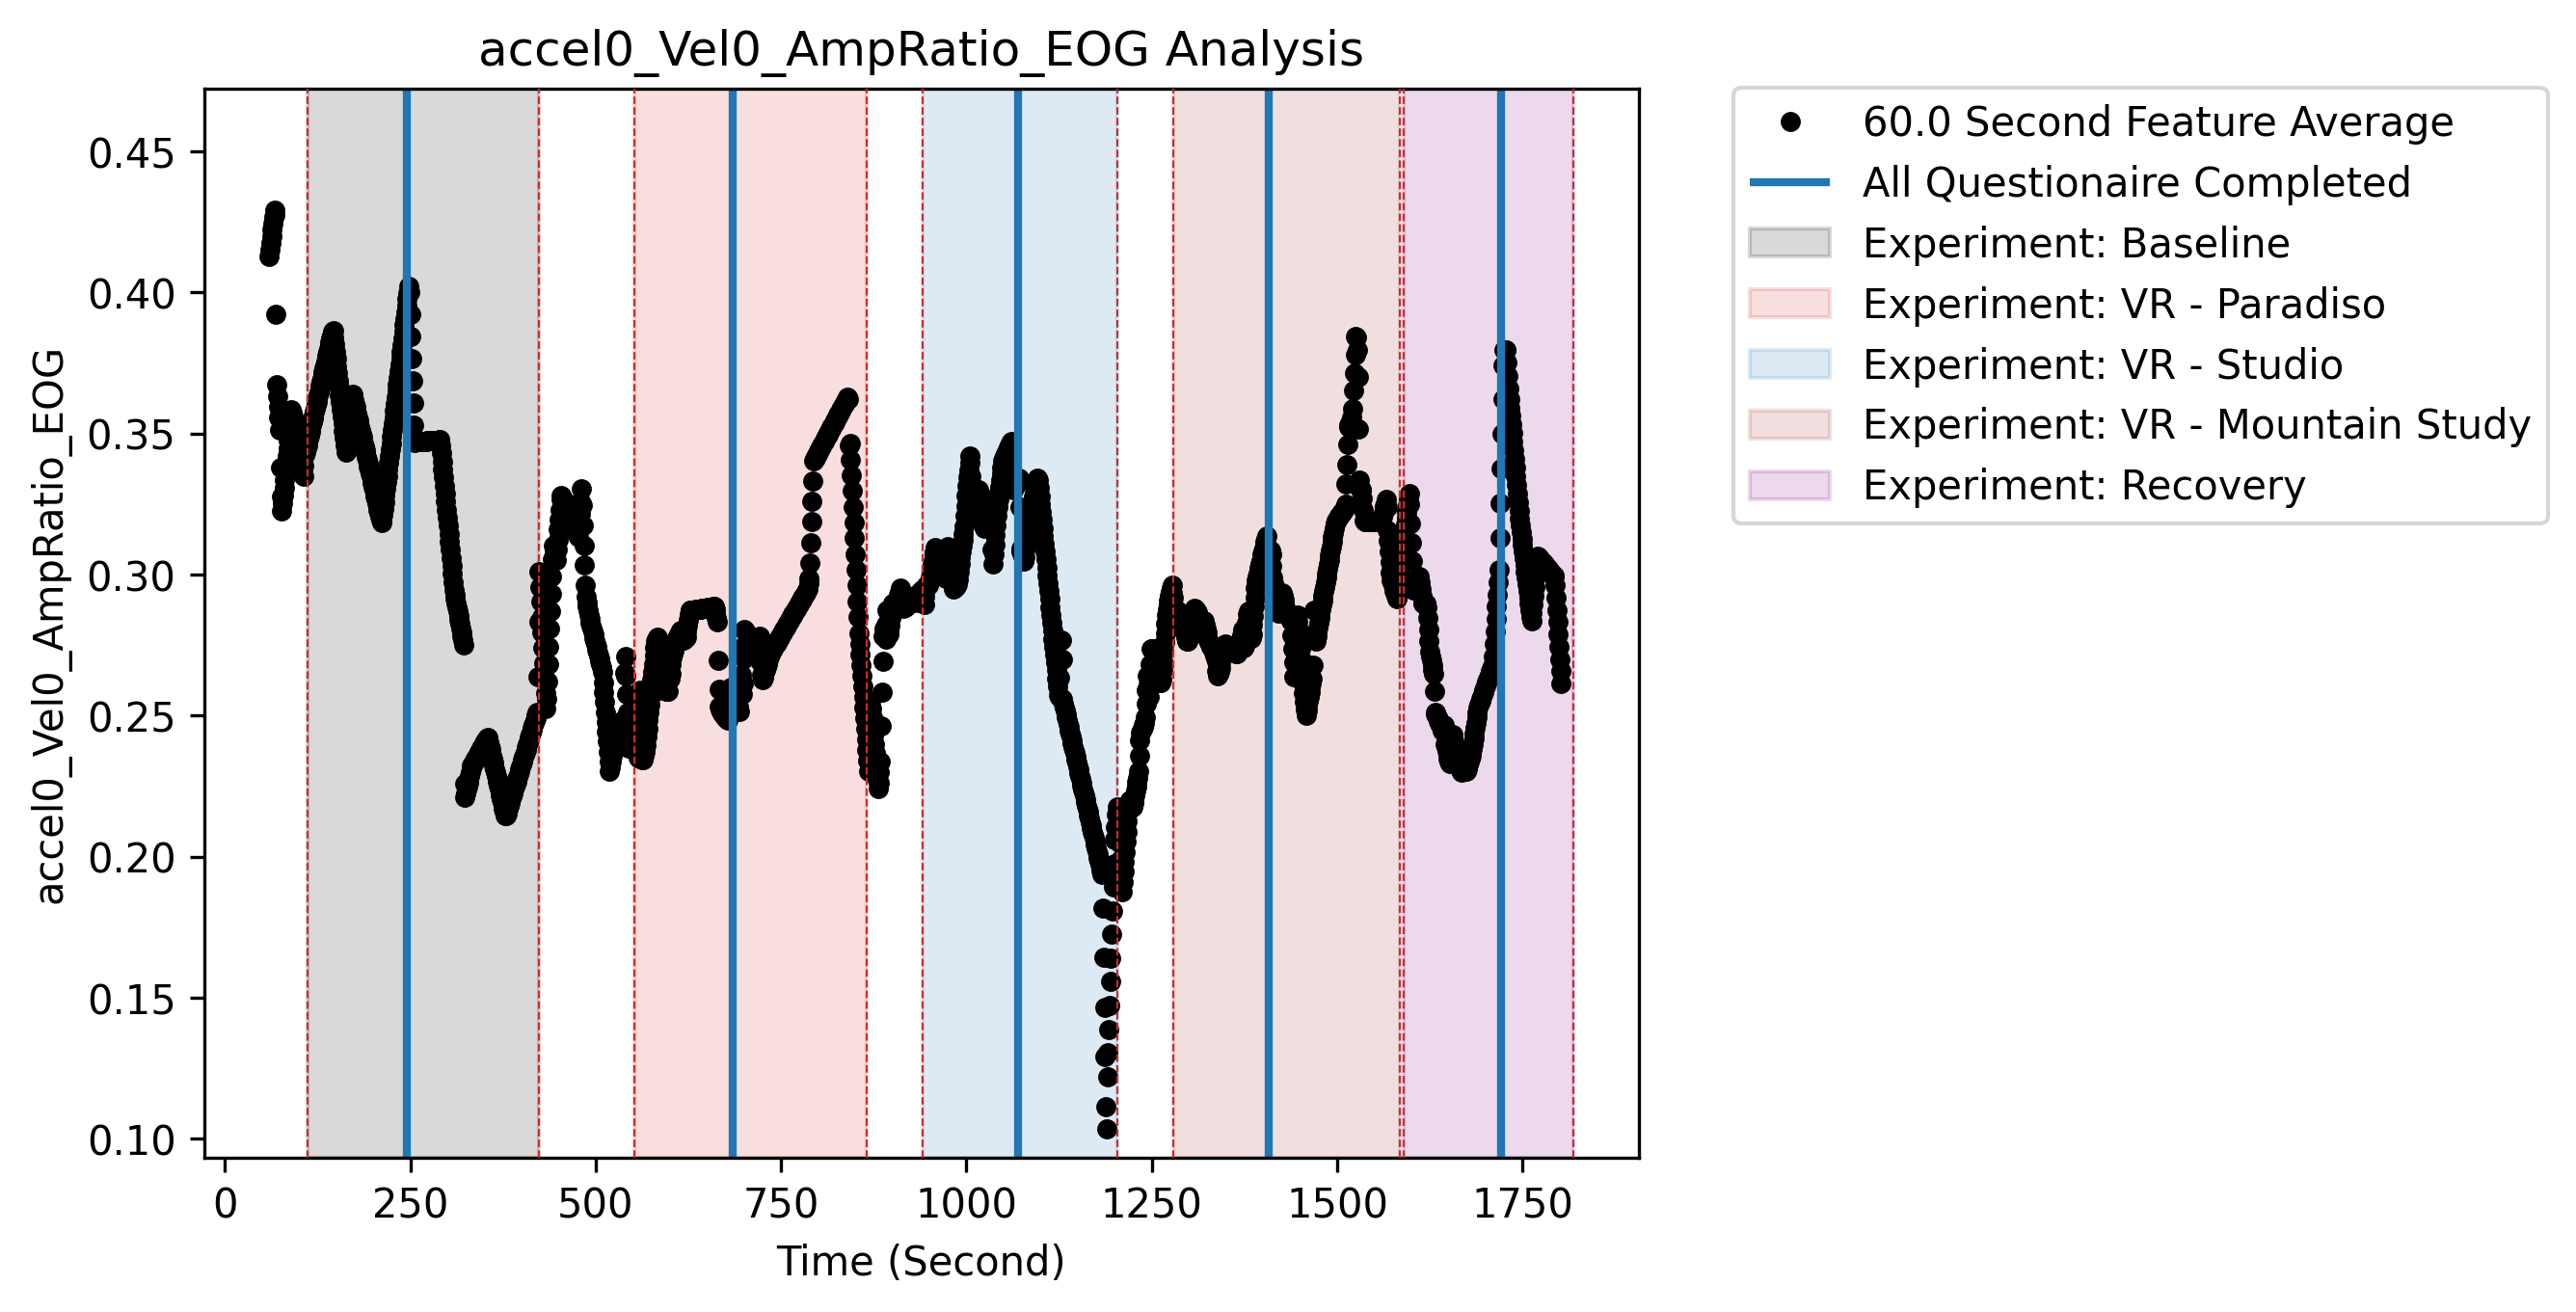 accel0_Vel0_AmpRatio_EOG Analysis
accel0_Vel0_AmpRatio_EOG
0.45
0.40
0.35
0.30
0.25
0.20
0.15
0.10
0 250 500 750 1000 1250 1500 1750
Time (Second)
60.0 Second Feature Average
All Questionaire Completed
Experiment: Baseline
Experiment: VR - Paradiso
Experiment: VR - Studio
Experiment: VR - Mountain Study
Experiment: Recovery